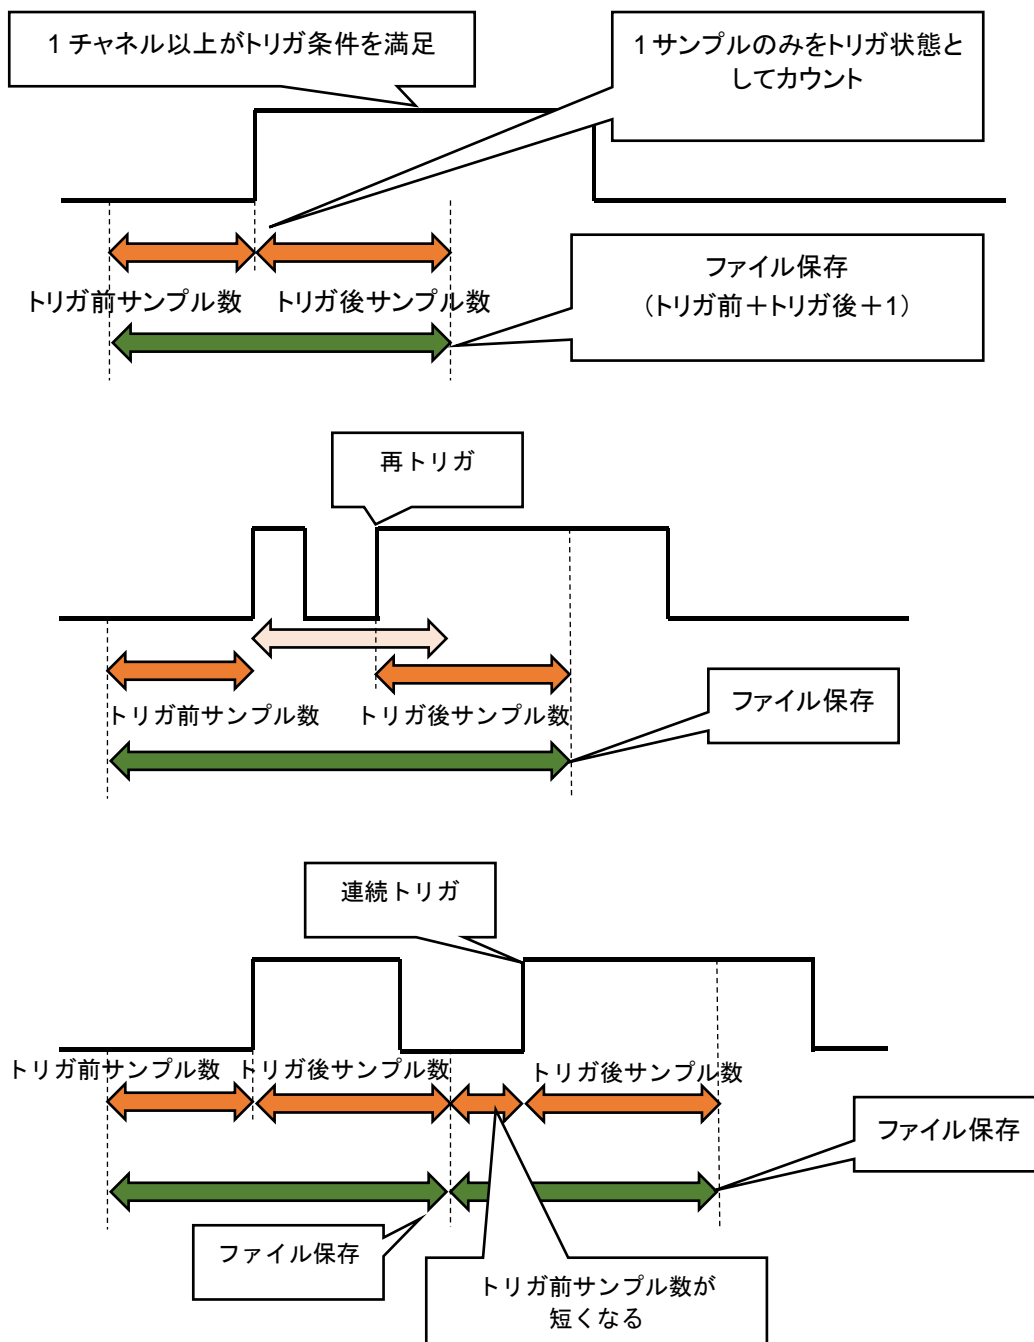 1 チャネル以上がトリガ条件を満足
1 サンプルのみをトリガ状態と
してカウント
トリガ前サンプル数
トリガ後サンプル数
ファイル保存
（トリガ前＋トリガ後＋1）
再トリガ
トリガ前サンプル数
トリガ後サンプル数
ファイル保存
連続トリガ
トリガ前サンプル数
トリガ後サンプル数
トリガ後サンプル数
ファイル保存
ファイル保存
トリガ前サンプル数が
短くなる